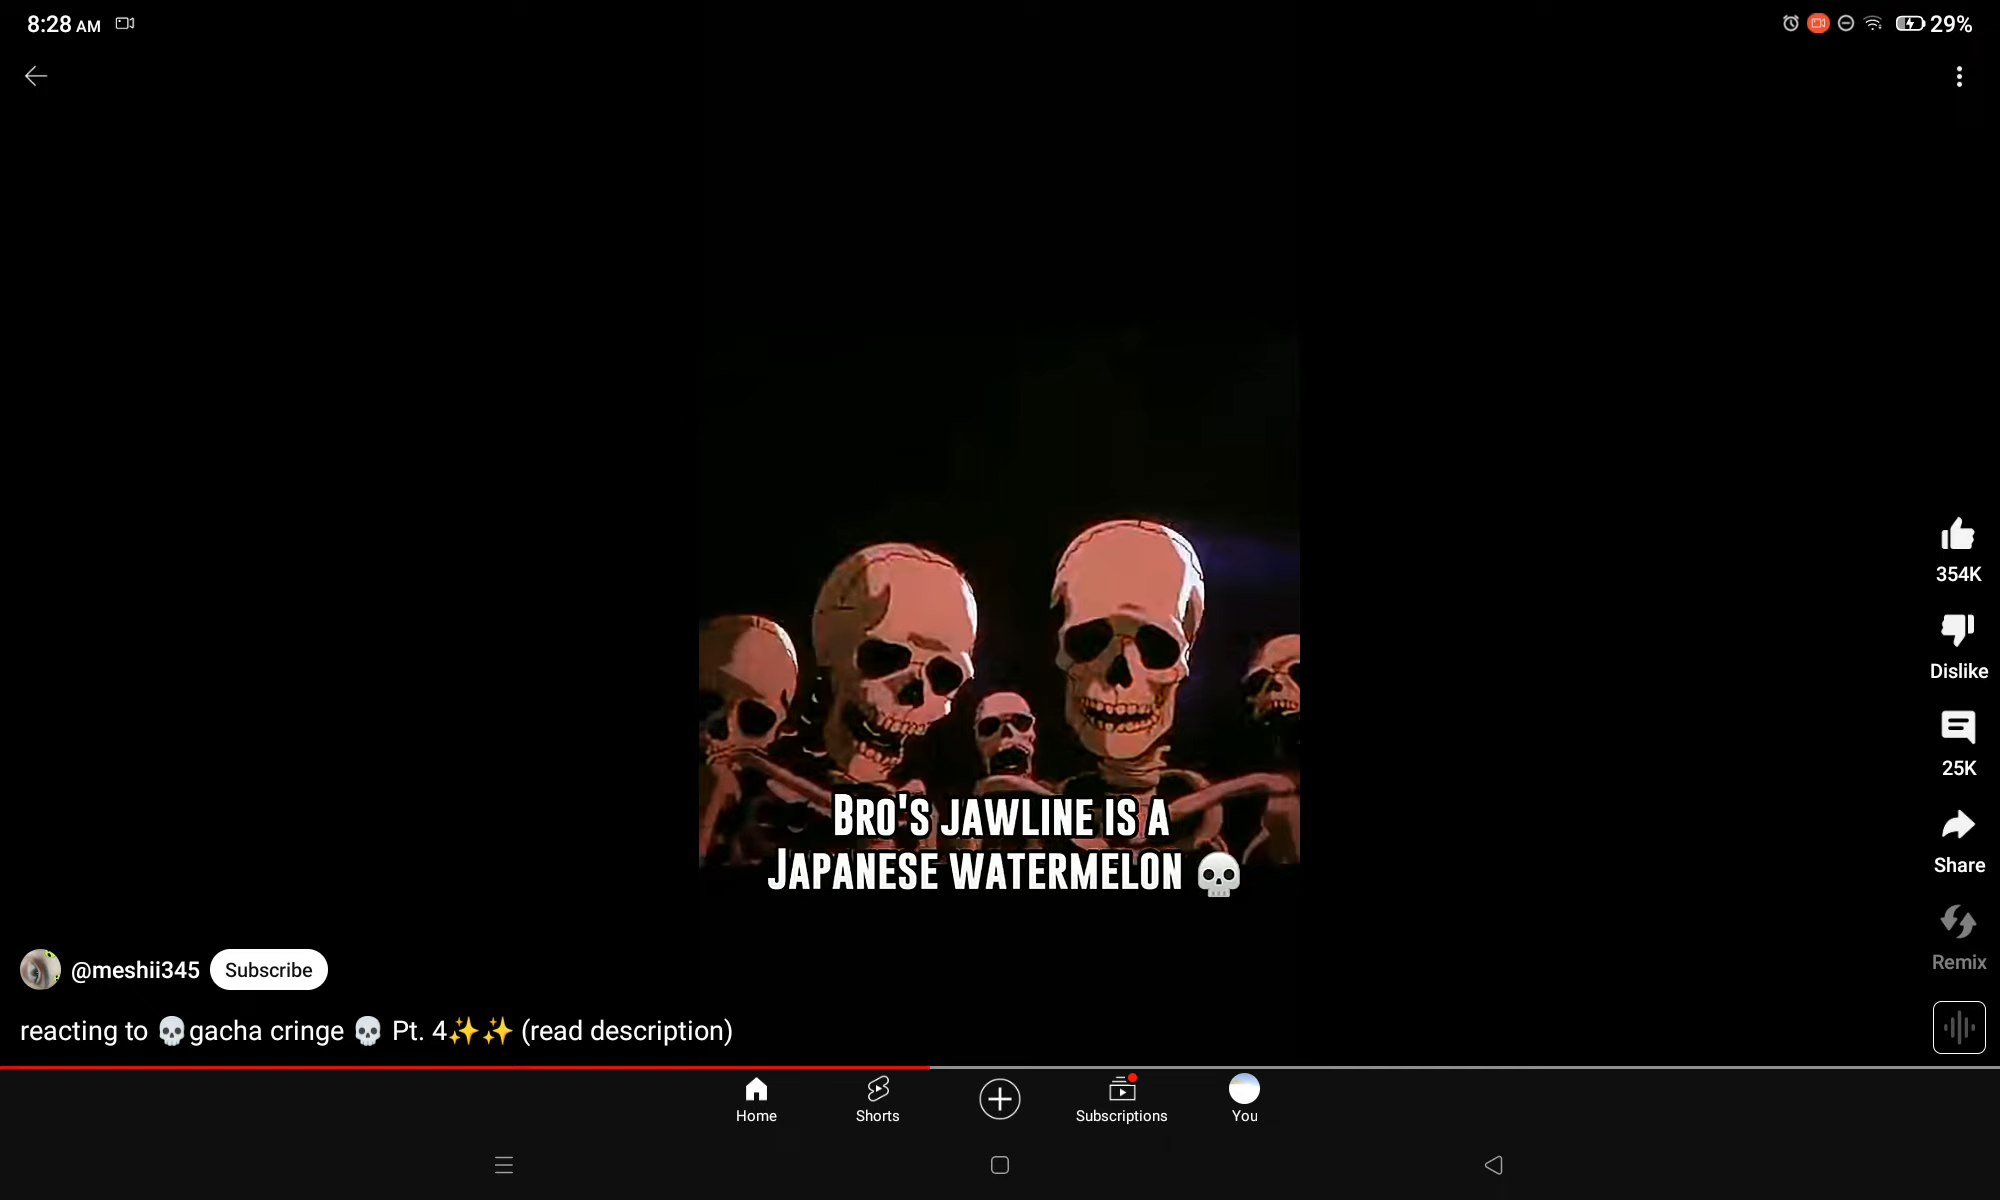 8:28 AM
29%
354K
Dislike
25K
Share
Remix
BRO'S JAWLINE IS A
JAPANESE WATERMELON 💀
@meshii345 Subscribe
reacting to 💀gacha cringe 💀 Pt. 4✨✨ (read description)
Home Shorts Subscriptions You